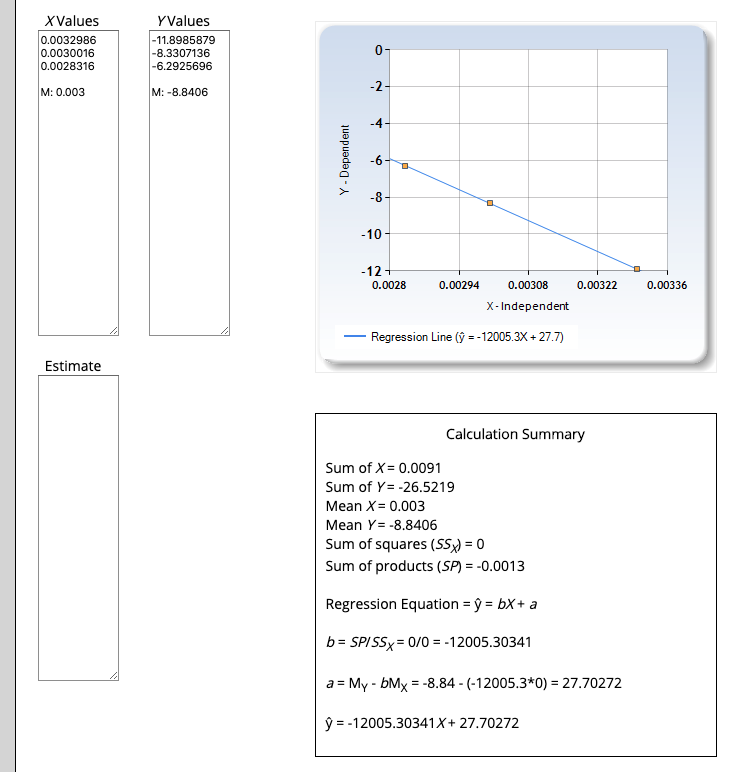 X Values
0.0032986
0.0030016
0.0028316
M: 0.003
Y Values
-11.8985879
-8.3307136
-6.2925696
M: -8.8406
Estimate
Y - Dependent
0
-2
-4
-6
-8
-10
-12
0.0028 0.00294 0.00308 0.00322 0.00336
X - Independent
Regression Line (ŷ = -12005.3X + 27.7)
Calculation Summary
Sum of X = 0.0091
Sum of Y = -26.5219
Mean X = 0.003
Mean Y = -8.8406
Sum of squares (SSX) = 0
Sum of products (SP) = -0.0013
Regression Equation = ŷ = bX + a
b = SP/SSX = 0/0 = -12005.30341
a = MY - bMX = -8.84 - (-12005.3*0) = 27.70272
ŷ = -12005.30341X + 27.70272